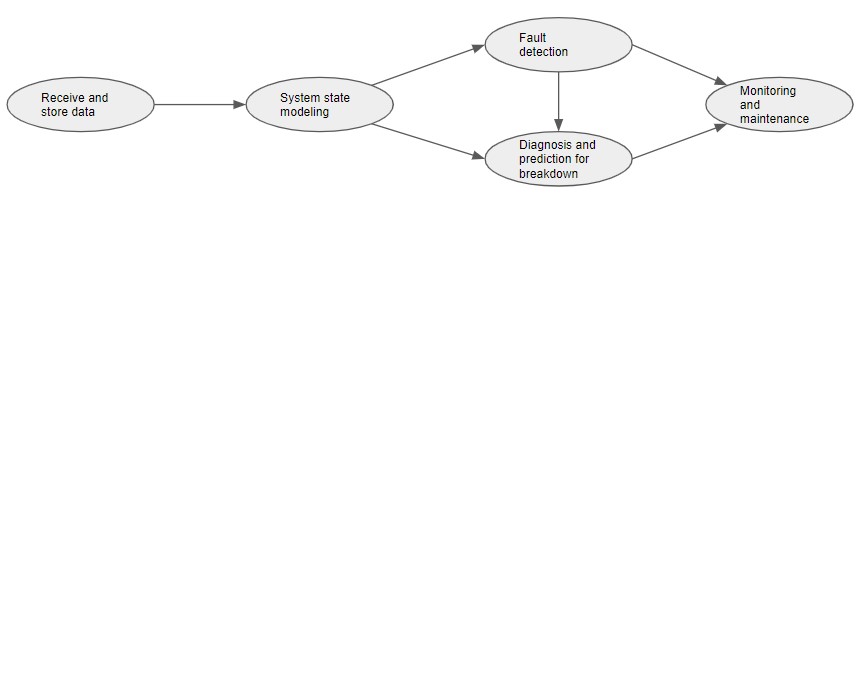 Receive and
store data
System state
modeling
Fault
detection
Diagnosis and
prediction for
breakdown
Monitoring
and
maintenance